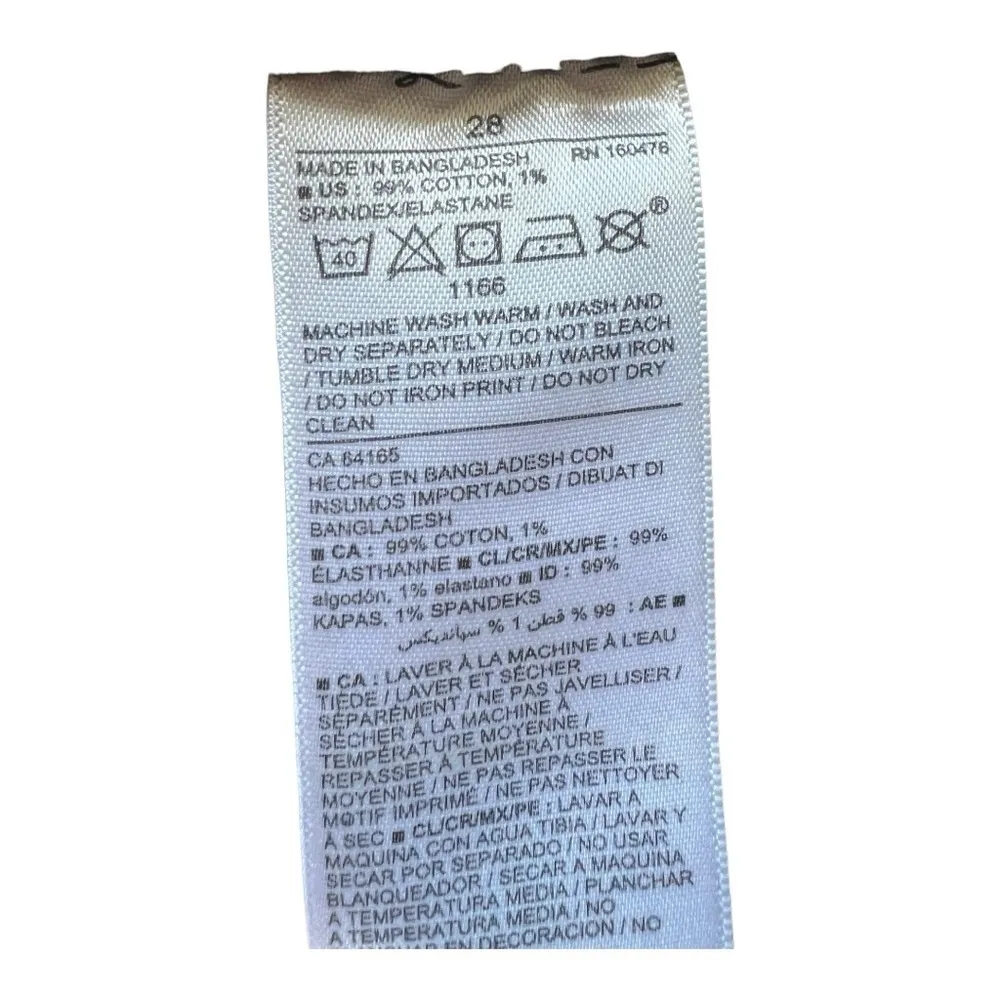 28
MADE IN BANGLADESH RN 160476
US : 99% COTTON, 1%
SPANDEX/ELASTANE
40 ®
1166
MACHINE WASH WARM / WASH AND
DRY SEPARATELY / DO NOT BLEACH
/ TUMBLE DRY MEDIUM / WARM IRON
/ DO NOT IRON PRINT / DO NOT DRY
CLEAN
CA 64165
HECHO EN BANGLADESH CON
INSUMOS IMPORTADOS / DIBUAT DI
BANGLADESH
CA : 99% COTON, 1%
ÉLASTHANNE CL/CR/MX/PE : 99%
algodón, 1% elastano ID : 99%
KAPAS, 1% SPANDEKS
AE : 99 % قطن 1 % سباندیکس
CA : LAVER À LA MACHINE À L'EAU
TIÈDE / LAVER ET SÉCHER
SÉPARÉMENT / NE PAS JAVELLISER /
SÉCHER À LA MACHINE À
TEMPÉRATURE MOYENNE /
REPASSER À TEMPÉRATURE
MOYENNE / NE PAS REPASSER LE
MOTIF IMPRIMÉ / NE PAS NETTOYER
À SEC CL/CR/MX/PE : LAVAR A
MAQUINA CON AGUA TIBIA / LAVAR Y
SECAR POR SEPARADO / NO USAR
BLANQUEADOR / SECAR A MAQUINA
A TEMPERATURA MEDIA / PLANCHAR
A TEMPERATURA MEDIA / NO
EN DECORACION / NO